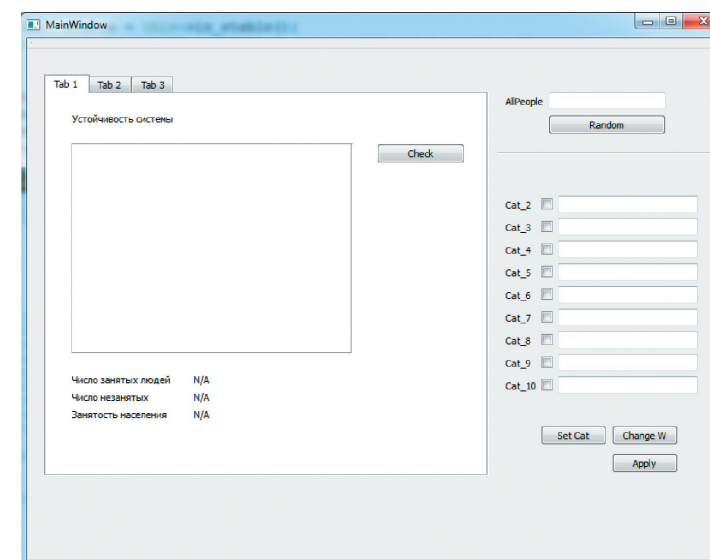 MainWindow
Tab 1 Tab 2 Tab 3
Устойчивость системы
Check
Число занятых людей N/A
Число незанятых N/A
Занятость населения N/A
AllPeople
Random
Cat_2
Cat_3
Cat_4
Cat_5
Cat_6
Cat_7
Cat_8
Cat_9
Cat_10
Set Cat Change W
Apply